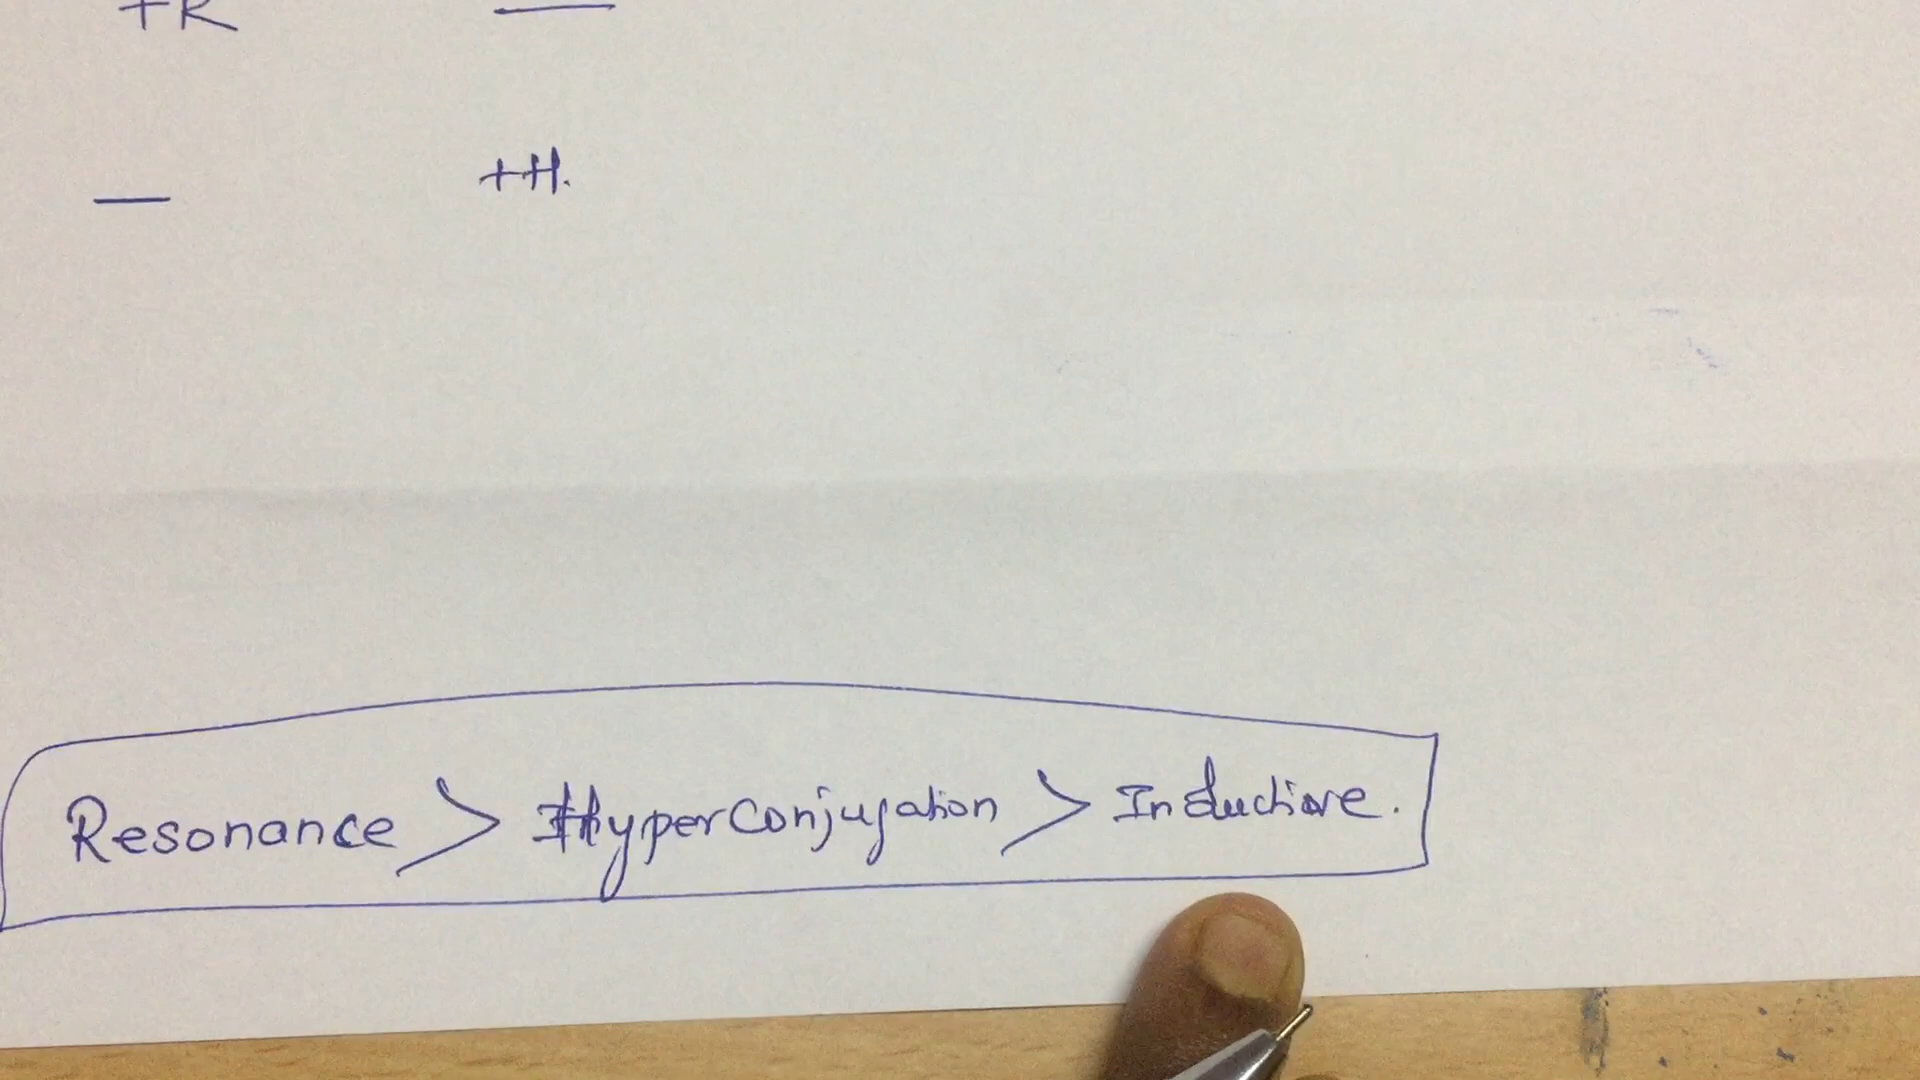 +R —
— +H.
Resonance > Hyperconjugation > Inductive.